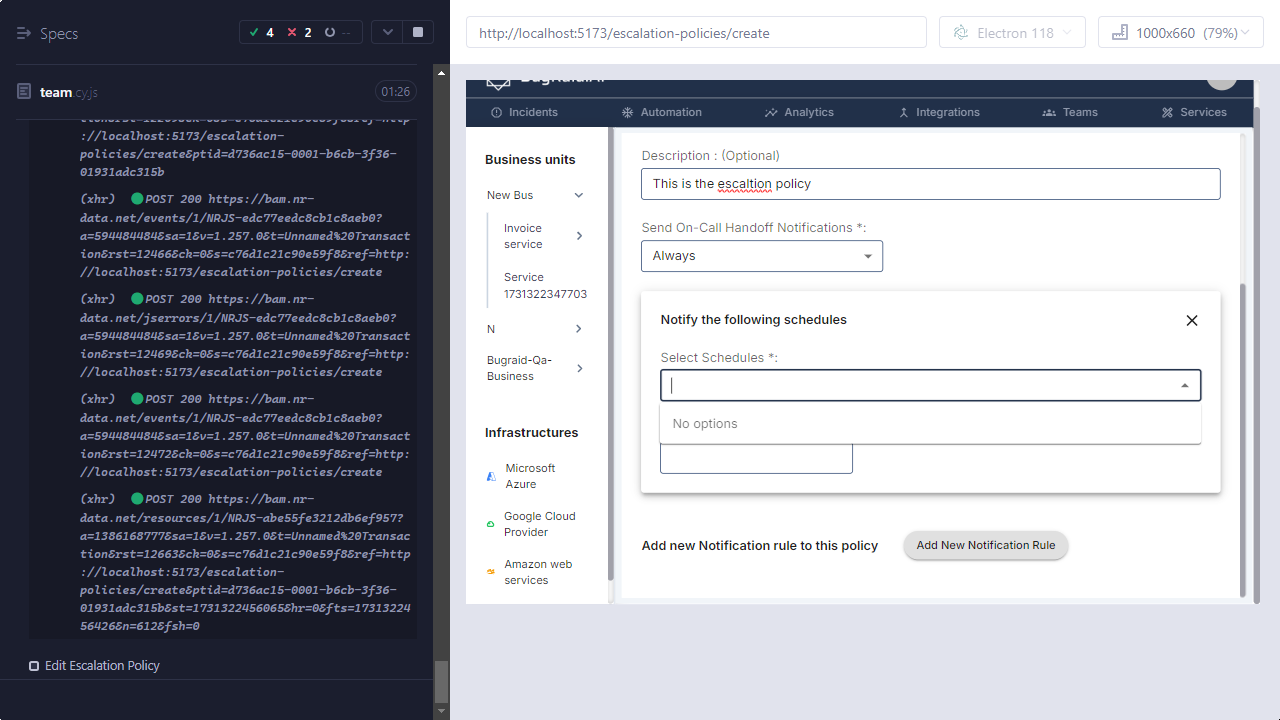 Specs
4
2
--
team.cy.js
01:26
://localhost:5173/escalation-
policies/create&ptid=d736ac15-0001-b6cb-3f36-
01931adc315b
(xhr) POST 200 https://bam.nr-
data.net/events/1/NRJS-edc77eedc8cb1c8aeb0?
a=594484484&sa=1&v=1.257.0&t=Unnamed%20Transact
ion&rst=12466&ck=0&s=c76d1c21c90e59f8&ref=http:
//localhost:5173/escalation-policies/create
(xhr) POST 200 https://bam.nr-
data.net/jserrors/1/NRJS-edc77eedc8cb1c8aeb0?
a=594484484&sa=1&v=1.257.0&t=Unnamed%20Transact
ion&rst=12469&ck=0&s=c76d1c21c90e59f8&ref=http:
//localhost:5173/escalation-policies/create
(xhr) POST 200 https://bam.nr-
data.net/events/1/NRJS-edc77eedc8cb1c8aeb0?
a=594484484&sa=1&v=1.257.0&t=Unnamed%20Transact
ion&rst=12472&ck=0&s=c76d1c21c90e59f8&ref=http:
//localhost:5173/escalation-policies/create
(xhr) POST 200 https://bam.nr-
data.net/resources/1/NRJS-abe55fe3212db6ef957?
a=1386168777&sa=1&v=1.257.0&t=Unnamed%20Transac
tion&rst=12663&ck=0&s=c76d1c21c90e59f8&ref=http
://localhost:5173/escalation-
policies/create&ptid=d736ac15-0001-b6cb-3f36-
01931adc315b&st=1731322456065&hr=0&fts=17313224
56426&n=612&fsh=0
Edit Escalation Policy
http://localhost:5173/escalation-policies/create
Electron 118
1000x660 (79%)
Incidents
Automation
Analytics
Integrations
Teams
Services
Business units
New Bus
Invoice
service
Service
1731322347703
N
Bugraid-Qa-
Business
Infrastructures
Microsoft
Azure
Google Cloud
Provider
Amazon web
services
Description : (Optional)
This is the escaltion policy
Send On-Call Handoff Notifications *:
Always
Notify the following schedules
Select Schedules *:
No options
Add new Notification rule to this policy
Add New Notification Rule